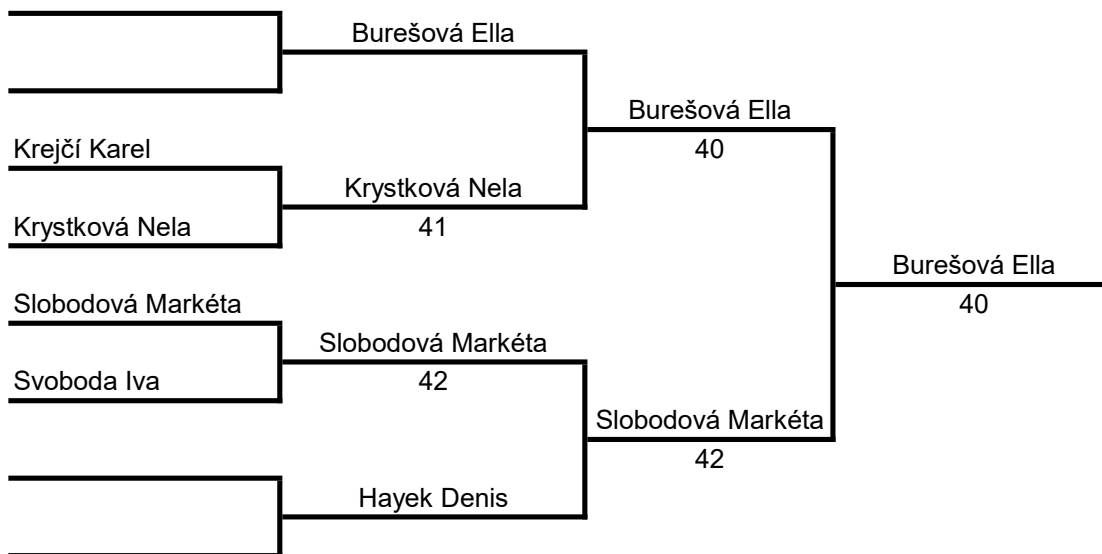 Burešová Ella
Burešová Ella
40
Krejčí Karel
Krystková Nela
41
Krystková Nela
Burešová Ella
40
Slobodová Markéta
Slobodová Markéta
42
Svoboda Iva
Slobodová Markéta
42
Hayek Denis